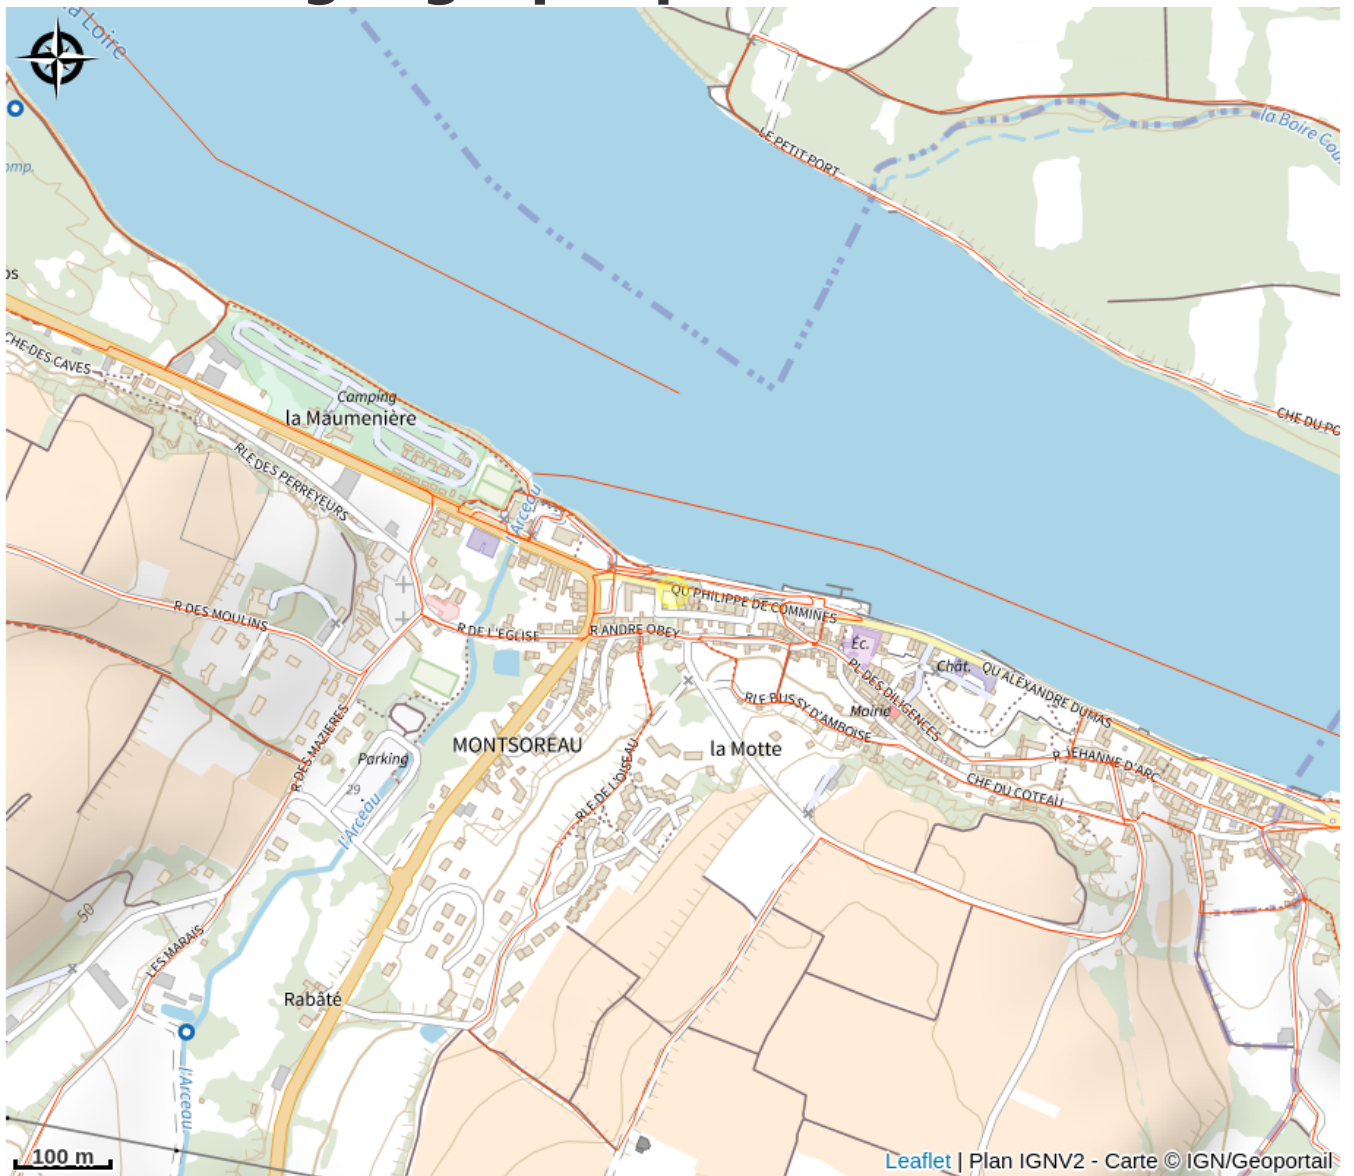 la Loire
la Boire Cou
LE PETIT PORT
omp.
os
CHE DES CAVES
Camping
la Maumenière
CHE DU PO
RLE DES PERREYEURS
l'Arceau
QU PHILIPPE DE COMMINES
R DES MOULINS
R DE L'EGLISE
R ANDRE OBEY
Éc.
Chât.
QU ALEXANDRE DUMAS
PL DES DILIGENCES
RLE BUSSY D'AMBOISE
Mairie
R DES MAZIERES
MONTSOREAU
la Motte
Parking
R JEHANNE D'ARC
RLE DE L'OISEAU
29
CHE DU COTEAU
l'Arceau
50
LES MARAIS
Rabâté
l'Arceau
100 m
Leaflet | Plan IGNV2 - Carte © IGN/Geoportail